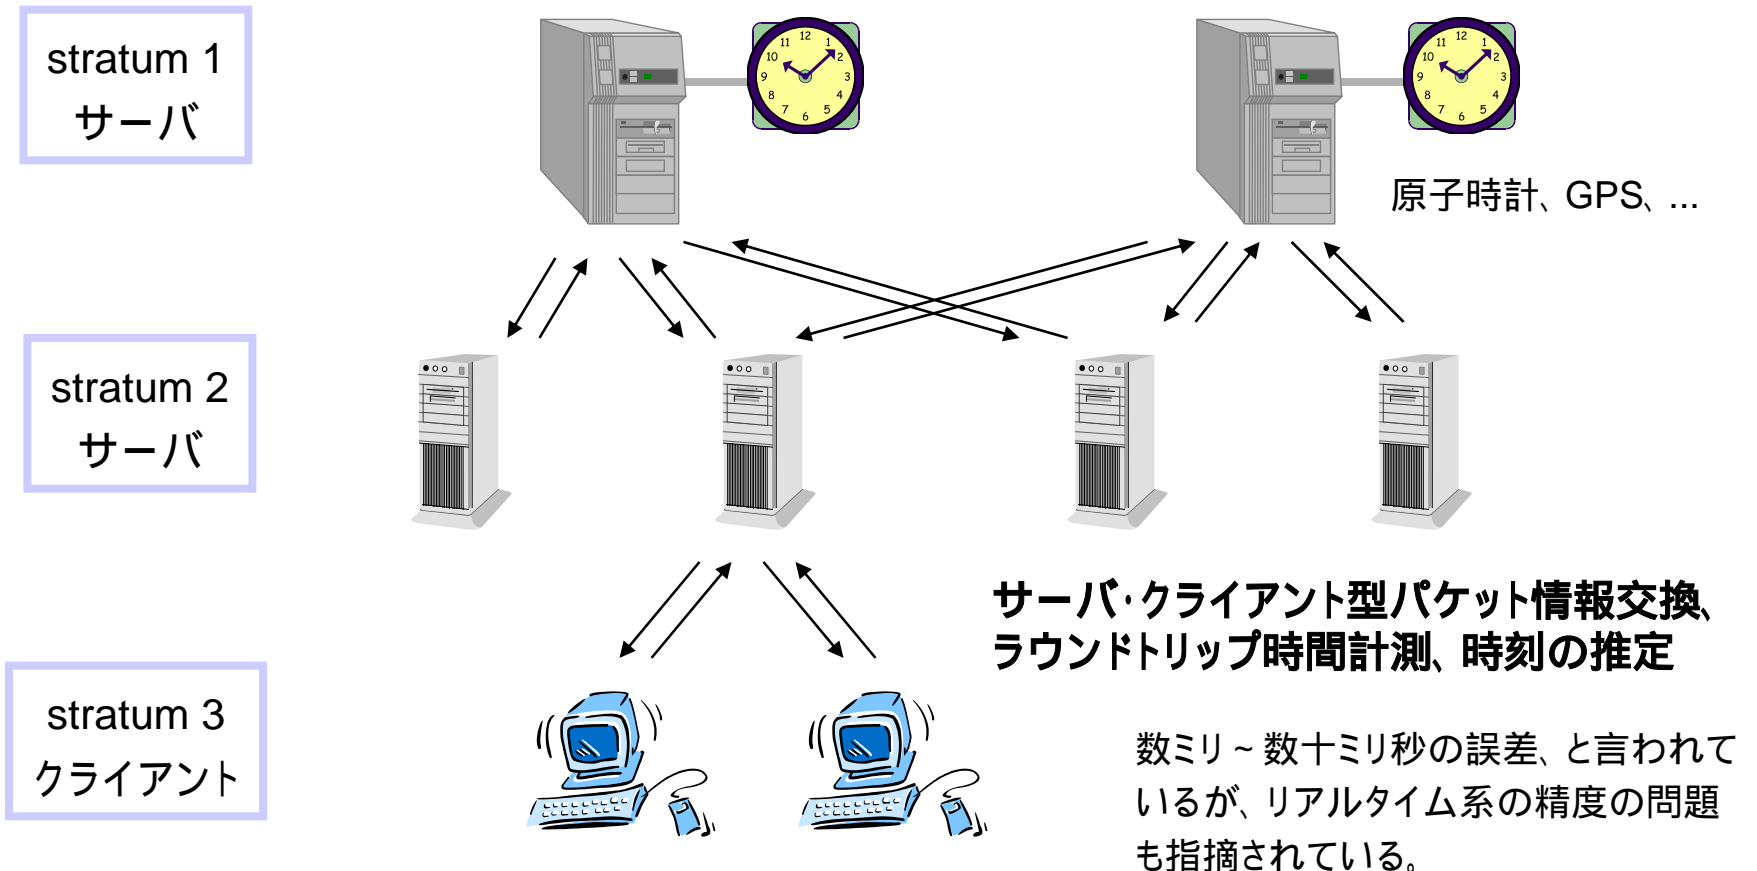 stratum 1
サーバ
原子時計、GPS、...
stratum 2
サーバ
サーバ・クライアント型パケット情報交換、
ラウンドトリップ時間計測、時刻の推定
stratum 3
クライアント
数ミリ~数十ミリ秒の誤差、と言われて
いるが、リアルタイム系の精度の問題
も指摘されている。